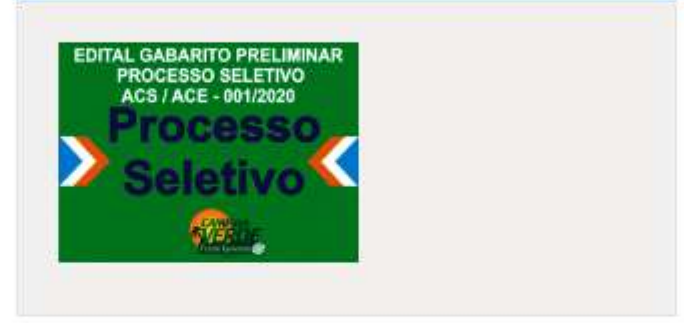 EDITAL GABARITO PRELIMINAR
PROCESSO SELETIVO
ACS / ACE - 001/2020
Processo
Seletivo
VERDE